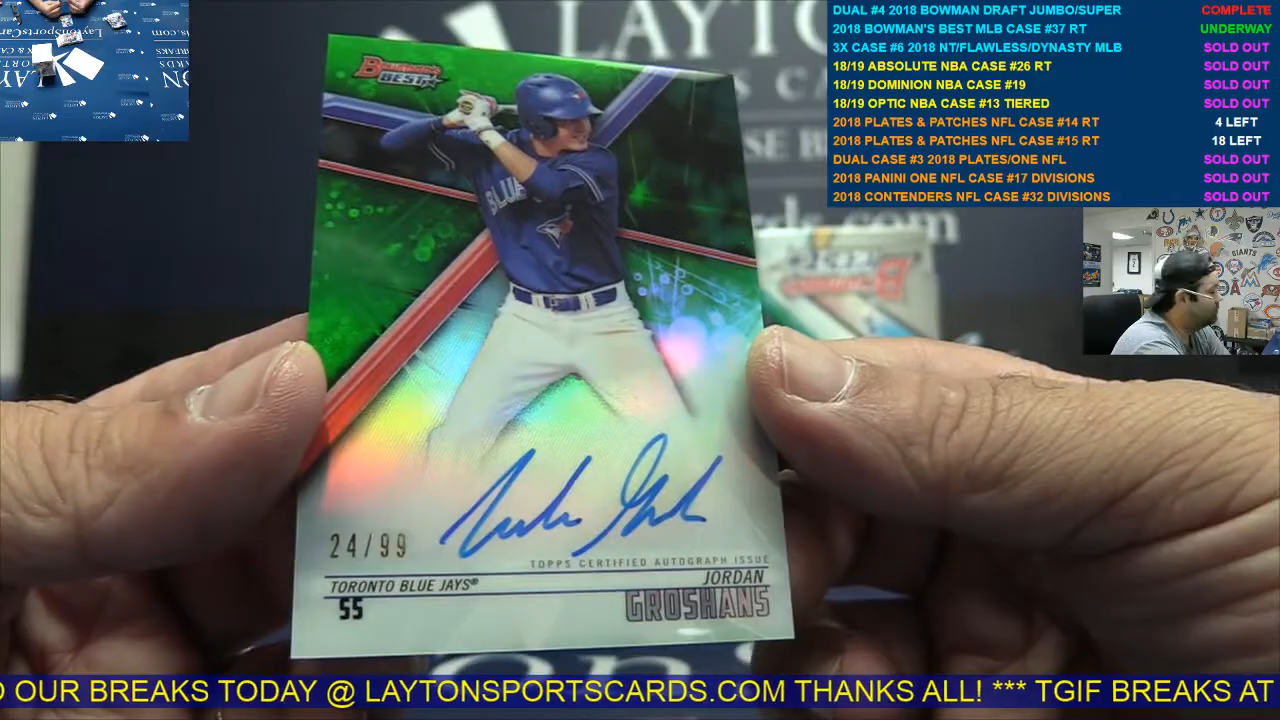 DUAL #4 2018 BOWMAN DRAFT JUMBO/SUPER COMPLETE
2018 BOWMAN'S BEST MLB CASE #37 RT UNDERWAY
3X CASE #6 2018 NT/FLAWLESS/DYNASTY MLB SOLD OUT
18/19 ABSOLUTE NBA CASE #26 RT SOLD OUT
18/19 DOMINION NBA CASE #19 SOLD OUT
18/19 OPTIC NBA CASE #13 TIERED SOLD OUT
2018 PLATES & PATCHES NFL CASE #14 RT 4 LEFT
2018 PLATES & PATCHES NFL CASE #15 RT 18 LEFT
DUAL CASE #3 2018 PLATES/ONE NFL SOLD OUT
2018 PANINI ONE NFL CASE #17 DIVISIONS SOLD OUT
2018 CONTENDERS NFL CASE #32 DIVISIONS SOLD OUT
LAYTO
BOWMAN'S
BEST
BLUE
24/99
TOPPS CERTIFIED AUTOGRAPH ISSUE
TORONTO BLUE JAYS®
JORDAN
SS
GROSHANS
OUR BREAKS TODAY @ LAYTONSPORTSCARDS.COM THANKS ALL! *** TGIF BREAKS AT